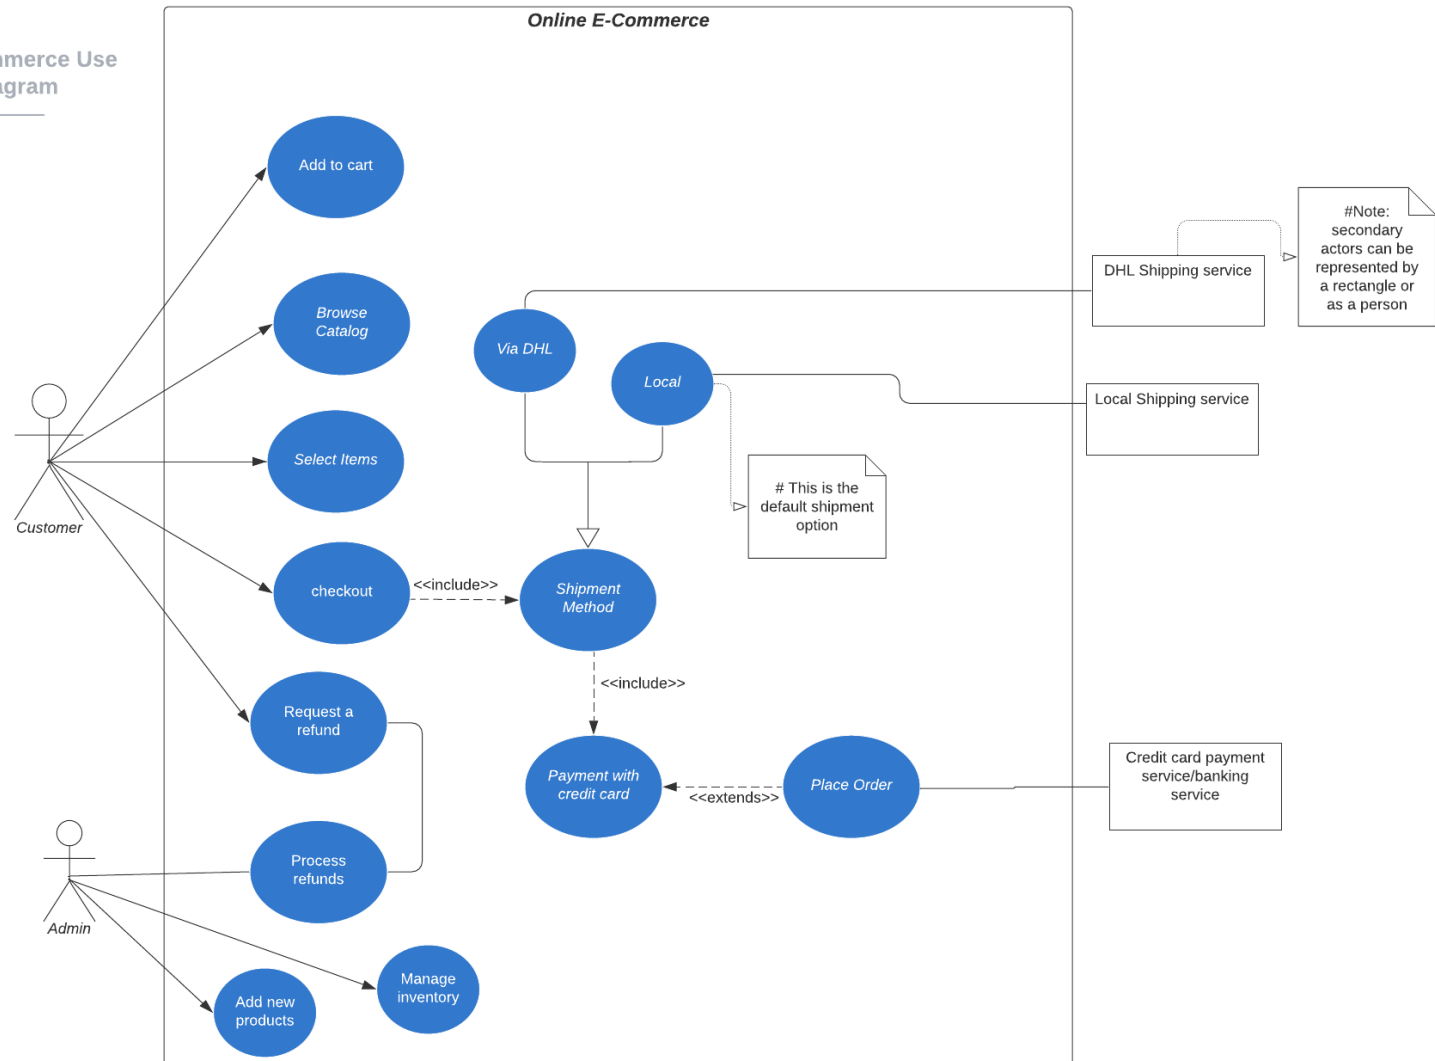 Online E-Commerce
mmerce Use
agram
Add to cart
#Note:
secondary
actors can be
represented by
a rectangle or
as a person
DHL Shipping service
Browse
Catalog
Via DHL
Local
Local Shipping service
Select Items
# This is the
default shipment
option
Customer
checkout
<<include>>
Shipment
Method
<<include>>
Request a
refund
Payment with
credit card
<<extends>>
Place Order
Credit card payment
service/banking
service
Process
refunds
Admin
Manage
inventory
Add new
products